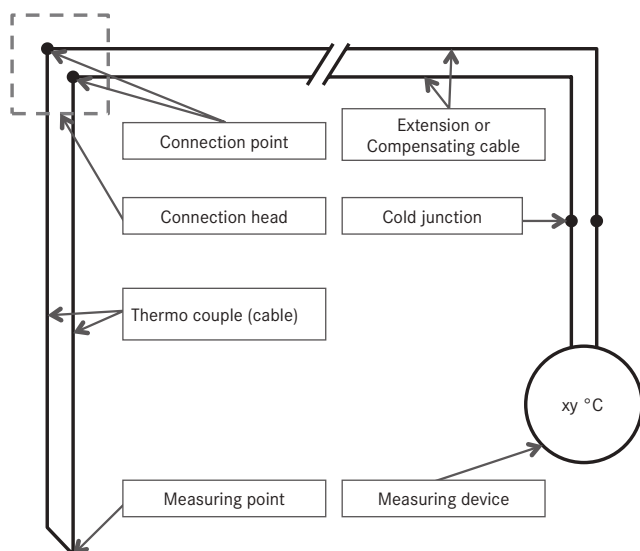 Connection point
Extension or
Compensating cable
Connection head
Cold junction
Thermo couple (cable)
xy °C
Measuring point
Measuring device